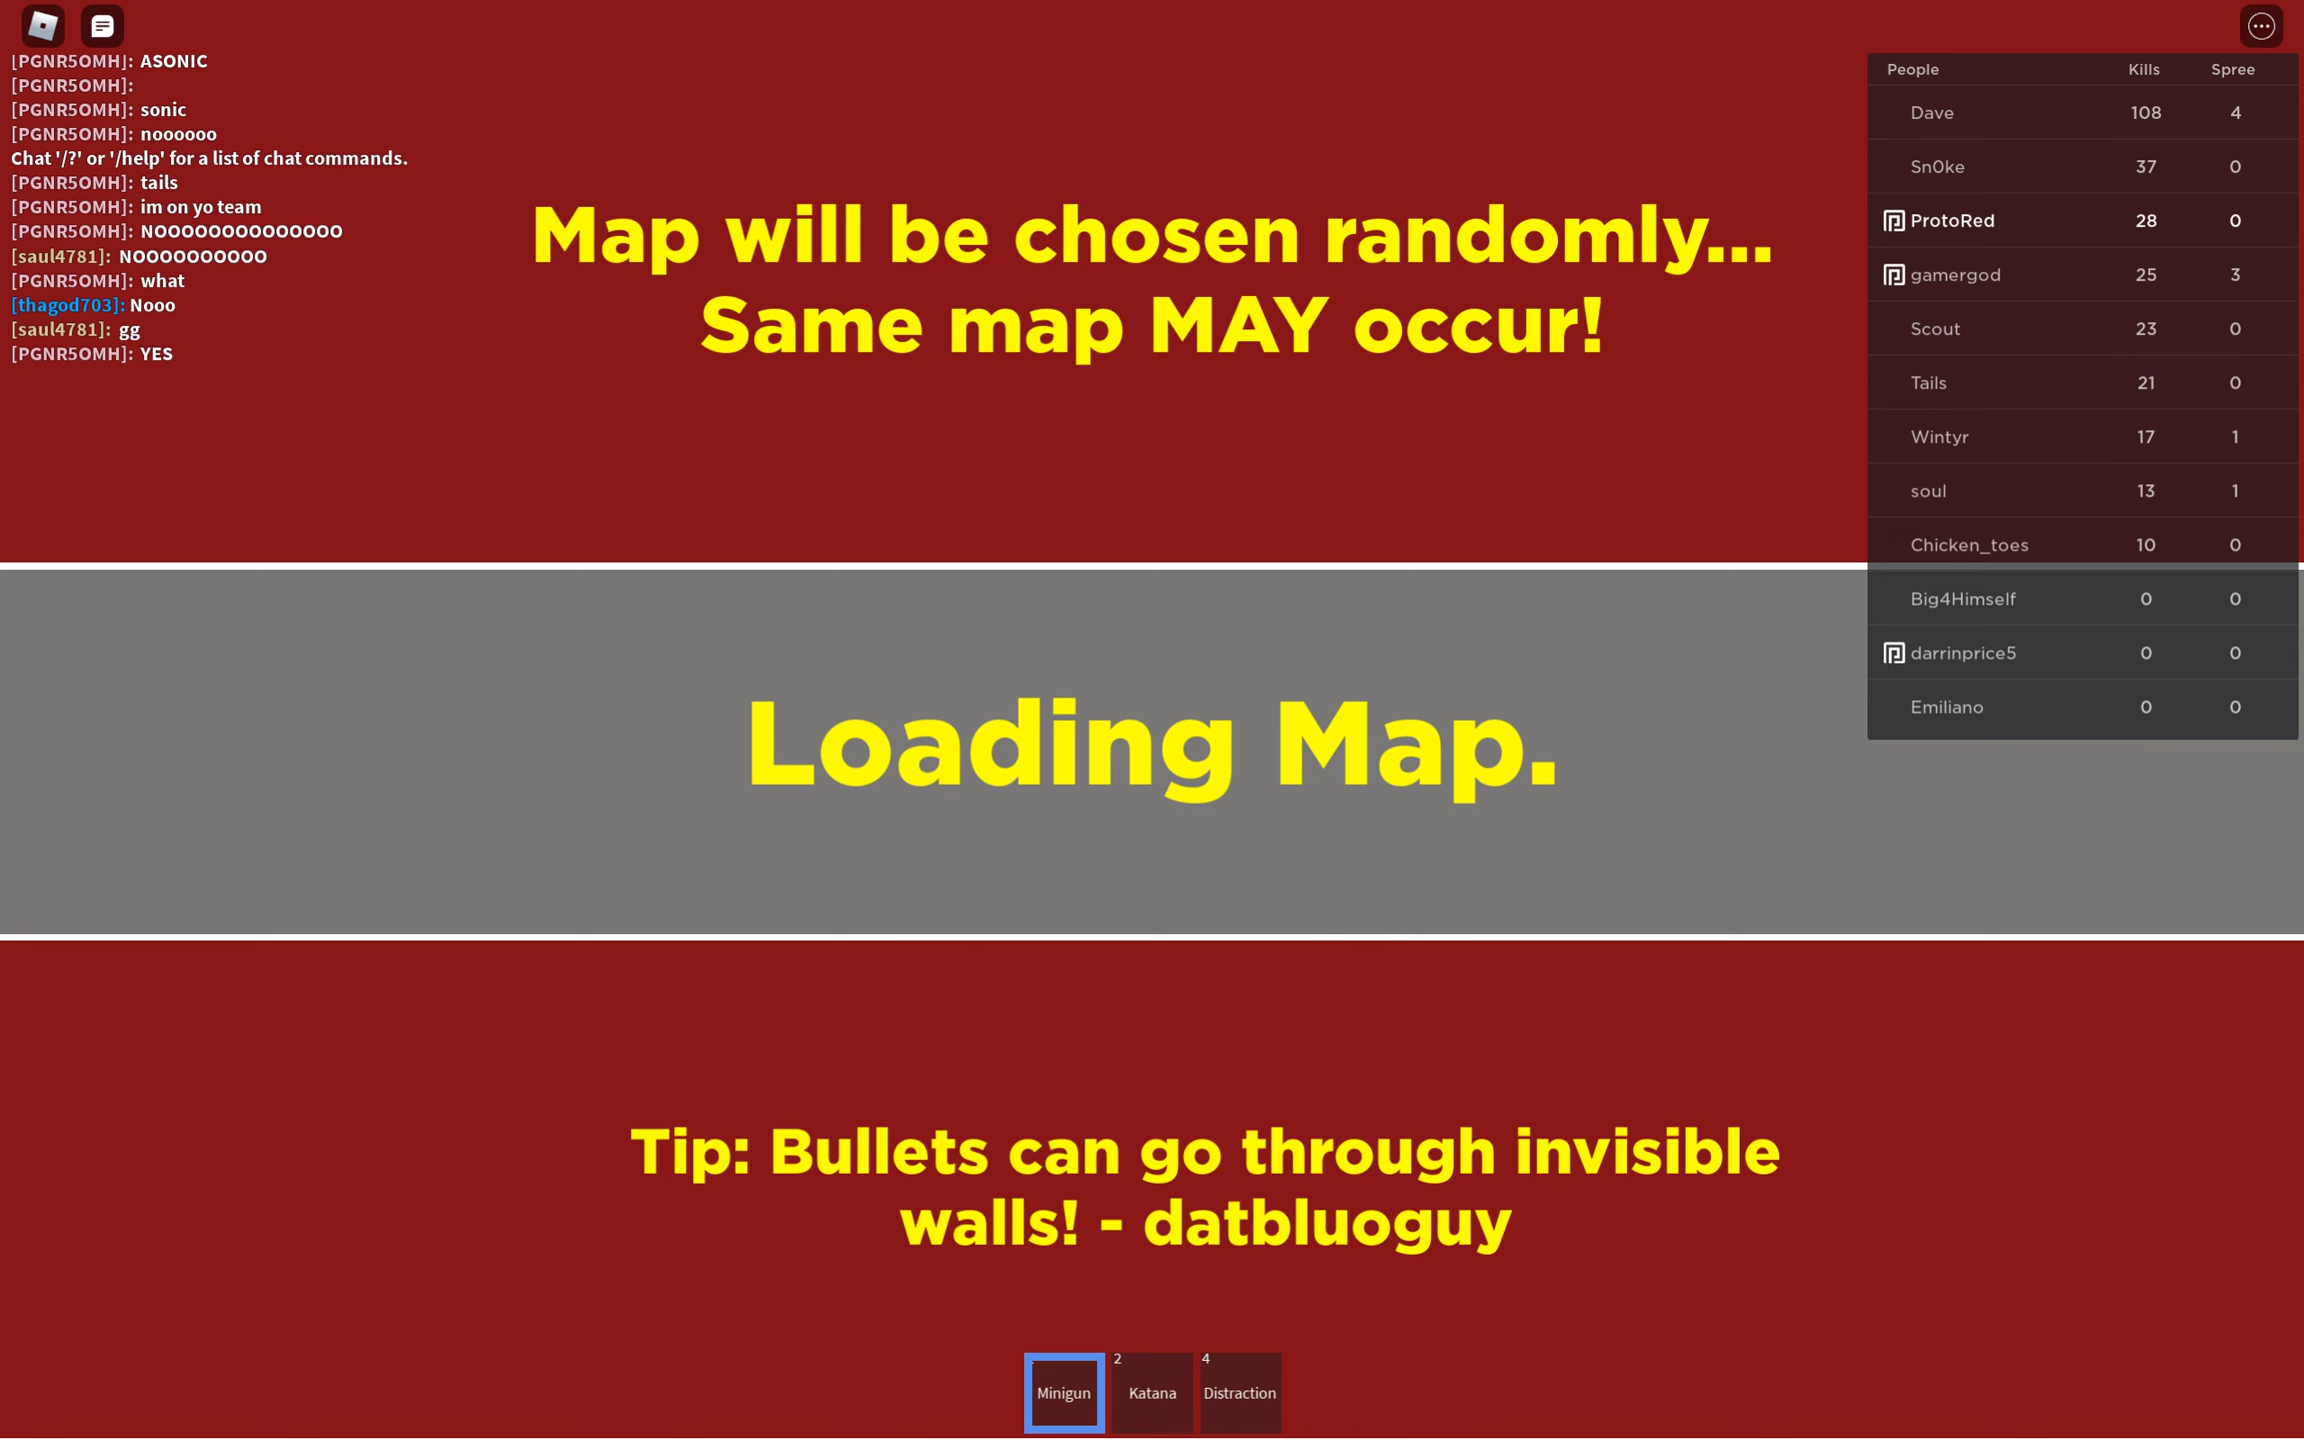 [PGNR5OMH]: ASONIC
[PGNR5OMH]:
[PGNR5OMH]: sonic
[PGNR5OMH]: noooooo
Chat '/?' or '/help' for a list of chat commands.
[PGNR5OMH]: tails
[PGNR5OMH]: im on yo team
[PGNR5OMH]: NOOOOOOOOOOOOOO
[saul4781]: NOOOOOOOOOO
[PGNR5OMH]: what
[thagod703]: Nooo
[saul4781]: gg
[PGNR5OMH]: YES
Map will be chosen randomly...
Same map MAY occur!
People Kills Spree
Dave 108 4
Sn0ke 37 0
ProtoRed 28 0
gamergod 25 3
Scout 23 0
Tails 21 0
Wintyr 17 1
soul 13 1
Chicken_toes 10 0
Big4Himself 0 0
darrinprice5 0 0
Emiliano 0 0
Loading Map.
Tip: Bullets can go through invisible
walls! - datbluoguy
Minigun
2 Katana
4 Distraction